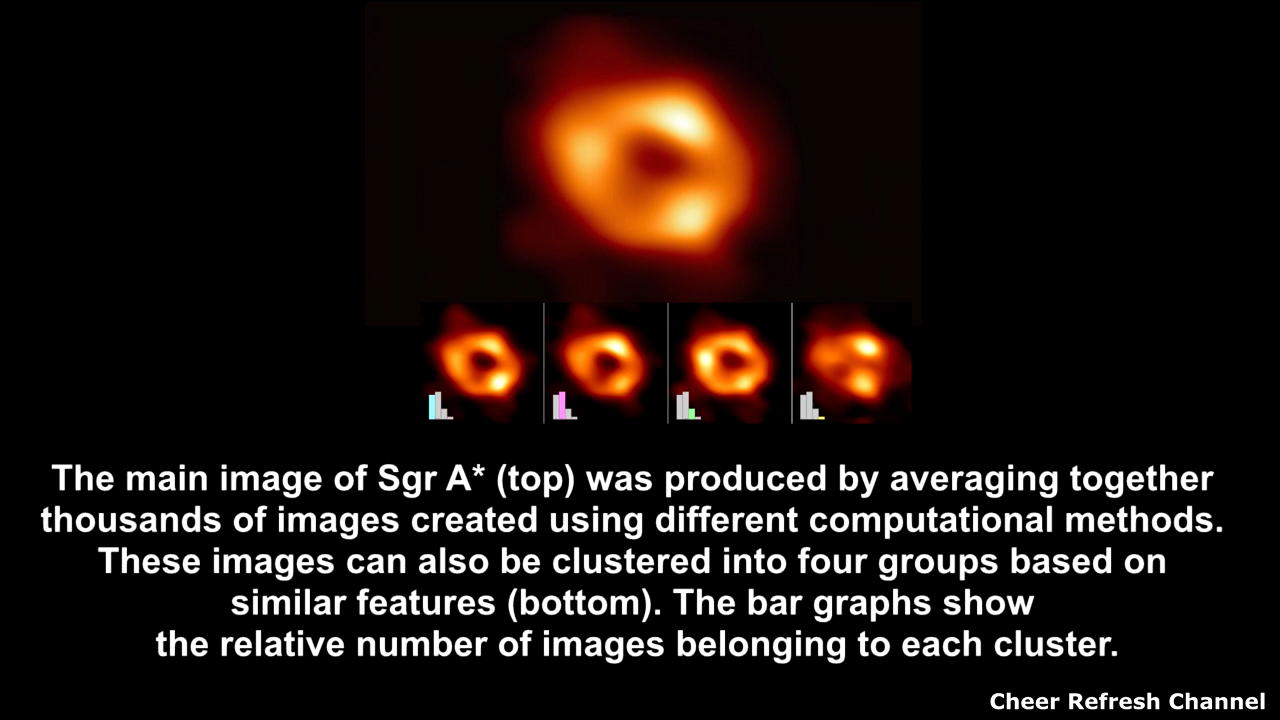 The main image of Sgr A* (top) was produced by averaging together
thousands of images created using different computational methods.
These images can also be clustered into four groups based on
similar features (bottom). The bar graphs show
the relative number of images belonging to each cluster.
Cheer Refresh Channel